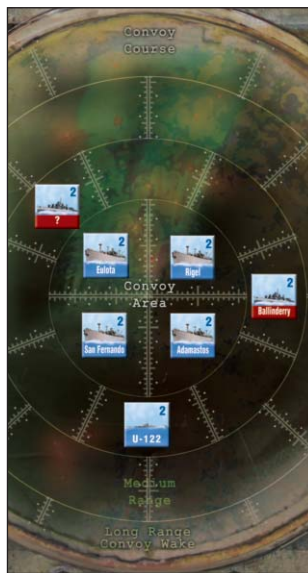 Convoy
Course
2
?
2
Eulota
2
Rigel
2
Ballinderry
Convoy
Area
2
San Fernando
2
Adamastos
2
U-122
Medium
Range
Long Range
Convoy Wake